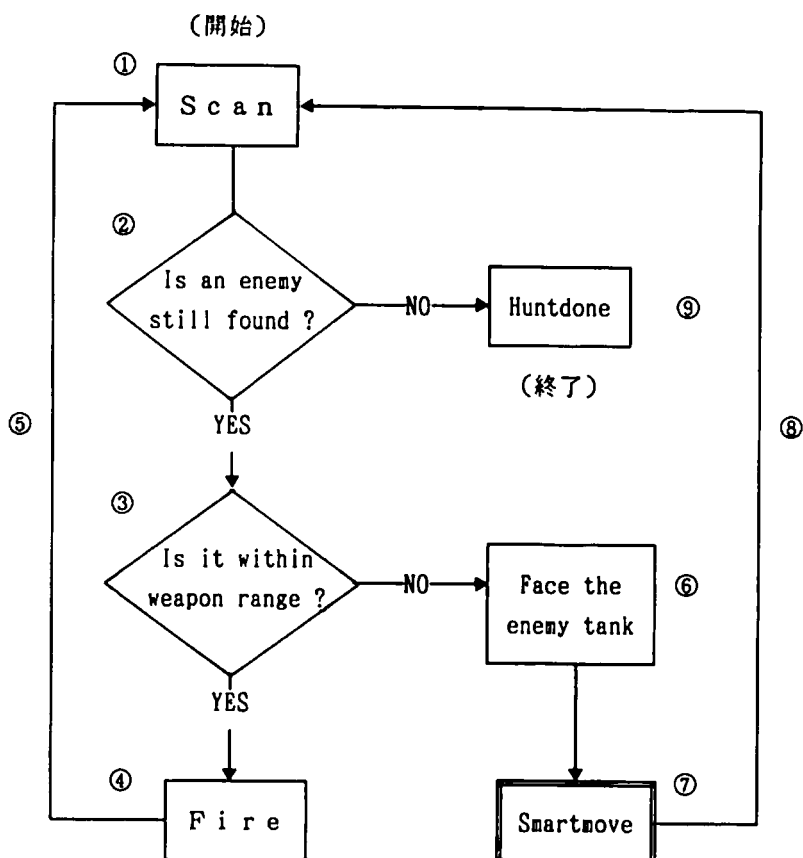 （開始）
①
Ｓｃａｎ
②
Is an enemy
still found ?
NO
Huntdone
⑨
（終了）
YES
⑤
⑧
③
Is it within
weapon range ?
NO
Face the
enemy tank
⑥
YES
④
Ｆｉｒｅ
Smartmove
⑦